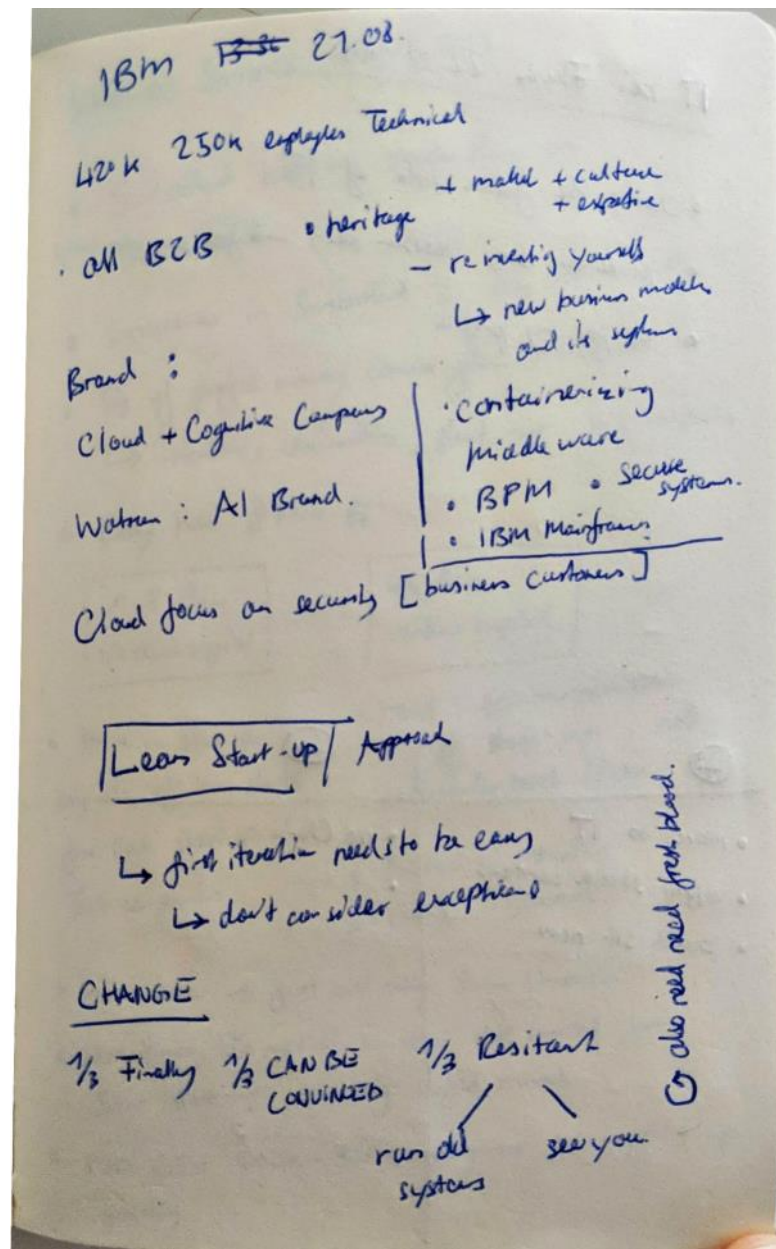 IBM 27.08.
420k 250k employees Technical
• all B2B
• heritage + market + culture
+ expertise
- reinventing yourself
↳ new business models
and its systems
Brand :
Cloud + Cognitive Company
Watson : AI Brand.
• containerizing
middleware
• BPM • secure
systems.
• IBM Mainframes
Cloud focus on security [business customers]
Lean Start-up Approach
↳ first iteration needs to be easy
↳ don't consider exceptions
CHANGE
1/3 Finally 1/3 CAN BE
CONVINCED
1/3 Resitant
run old
systems
see you
also need need fresh blood.